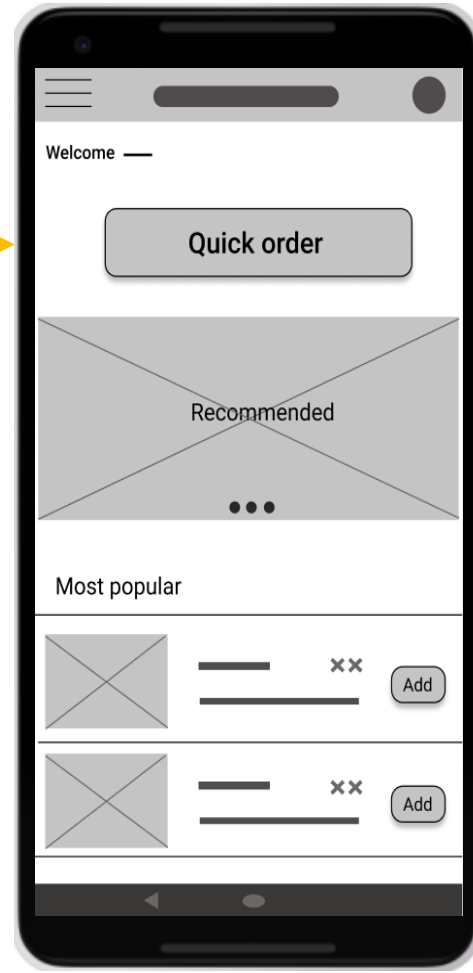 Welcome
Quick order
Recommended
Most popular
Add
Add